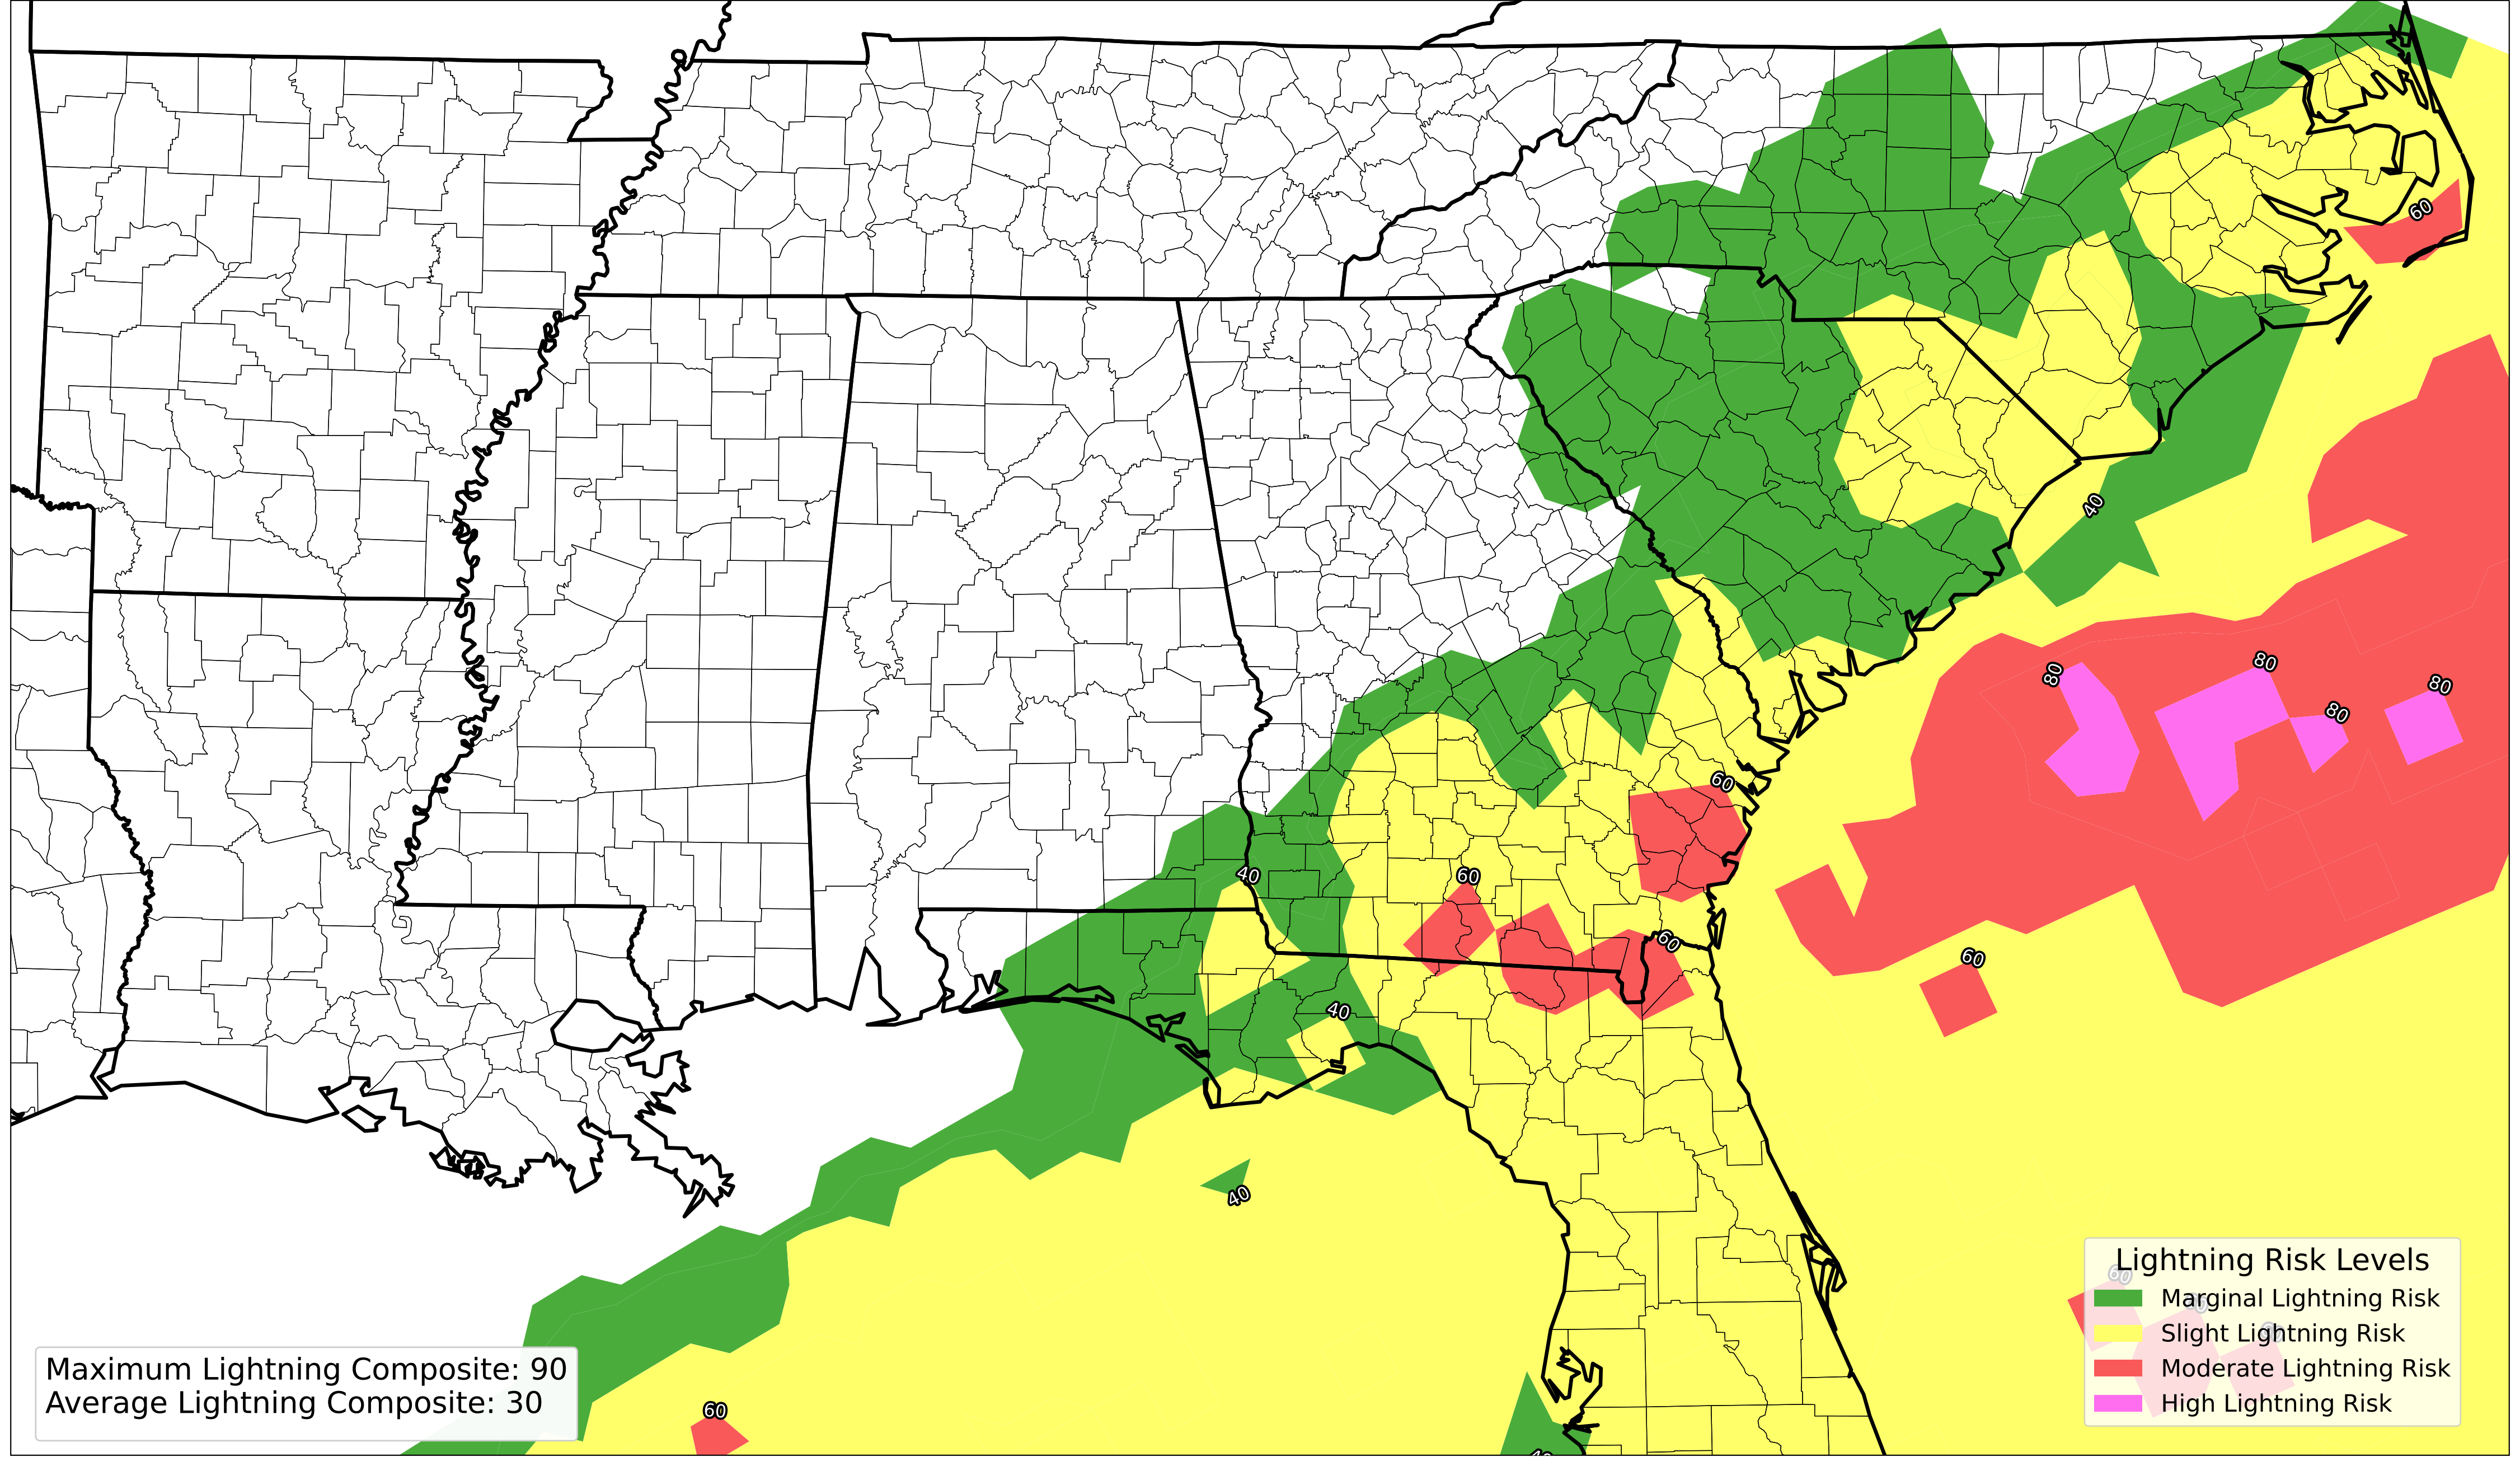 60
40
80
80
80
80
60
40
60
60
60
40
40
60
Lightning Risk Levels
Marginal Lightning Risk
Slight Lightning Risk
Moderate Lightning Risk
High Lightning Risk
60
Maximum Lightning Composite: 90
Average Lightning Composite: 30
60